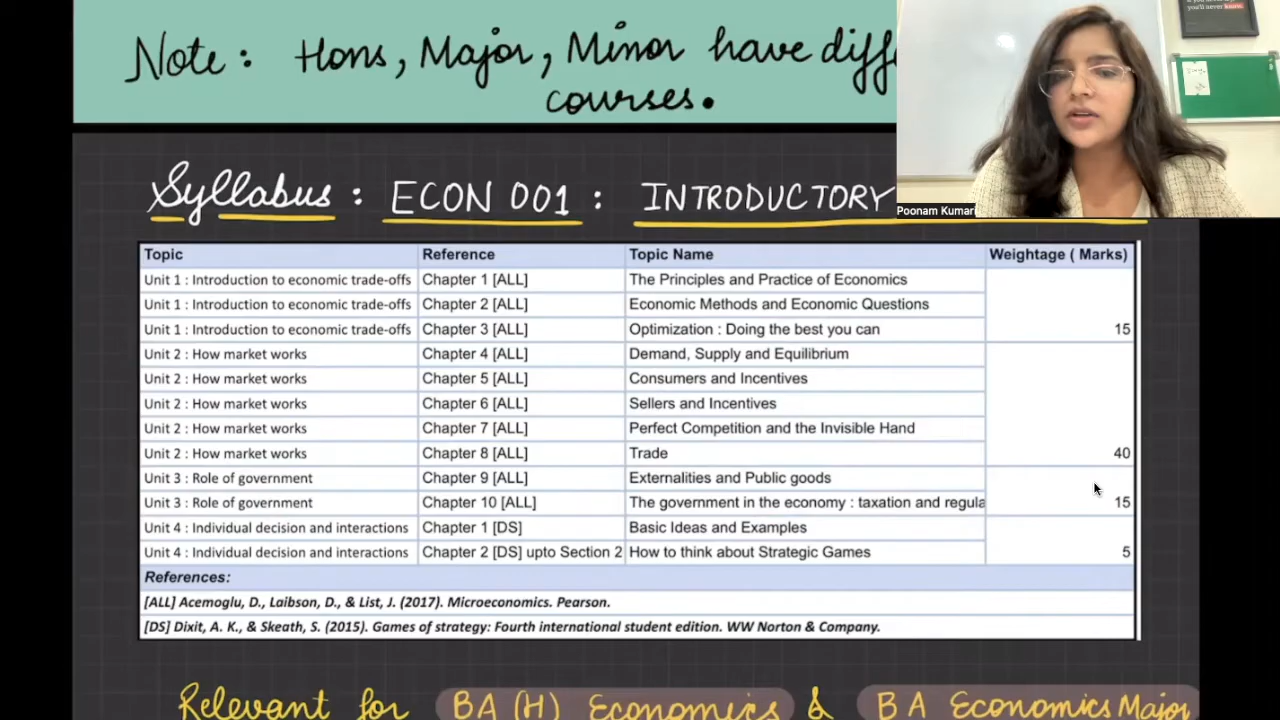 you'll never know.
Note: Hons, Major, Minor have
courses.
Syllabus : ECON 001 : INTRODUCTORY
Poonam Kumari
Topic Reference Topic Name Weightage ( Marks)
Unit 1 : Introduction to economic trade-offs Chapter 1 [ALL] The Principles and Practice of Economics
Unit 1 : Introduction to economic trade-offs Chapter 2 [ALL] Economic Methods and Economic Questions
Unit 1 : Introduction to economic trade-offs Chapter 3 [ALL] Optimization : Doing the best you can 15
Unit 2 : How market works Chapter 4 [ALL] Demand, Supply and Equilibrium
Unit 2 : How market works Chapter 5 [ALL] Consumers and Incentives
Unit 2 : How market works Chapter 6 [ALL] Sellers and Incentives
Unit 2 : How market works Chapter 7 [ALL] Perfect Competition and the Invisible Hand
Unit 2 : How market works Chapter 8 [ALL] Trade 40
Unit 3 : Role of government Chapter 9 [ALL] Externalities and Public goods
Unit 3 : Role of government Chapter 10 [ALL] The government in the economy : taxation and regula 15
Unit 4 : Individual decision and interactions Chapter 1 [DS] Basic Ideas and Examples
Unit 4 : Individual decision and interactions Chapter 2 [DS] upto Section 2 How to think about Strategic Games 5
References:
[ALL] Acemoglu, D., Laibson, D., & List, J. (2017). Microeconomics. Pearson.
[DS] Dixit, A. K., & Skeath, S. (2015). Games of strategy: Fourth international student edition. WW Norton & Company.
Relevant for BA (H) Economics & BA Economics Major